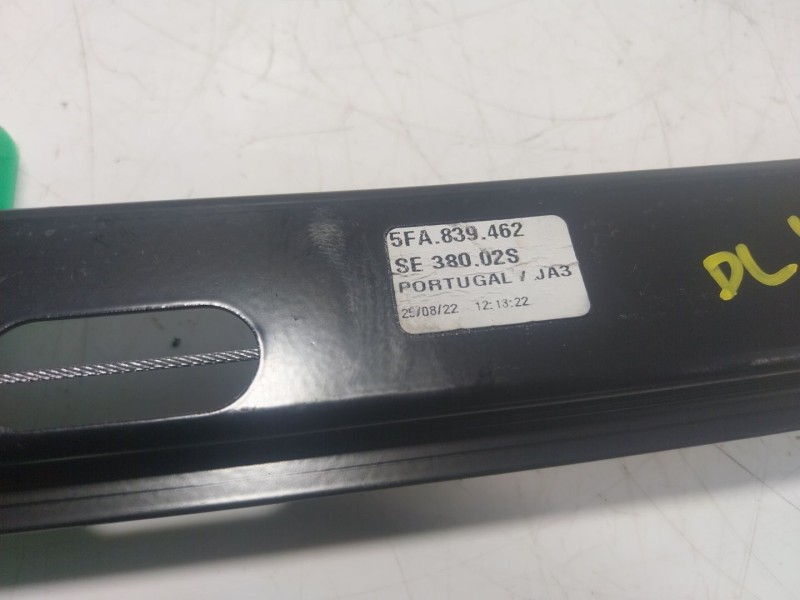 5FA.839.462
SE 380.02S
PORTUGAL / JA3
25/08/22 12:13:22
DL